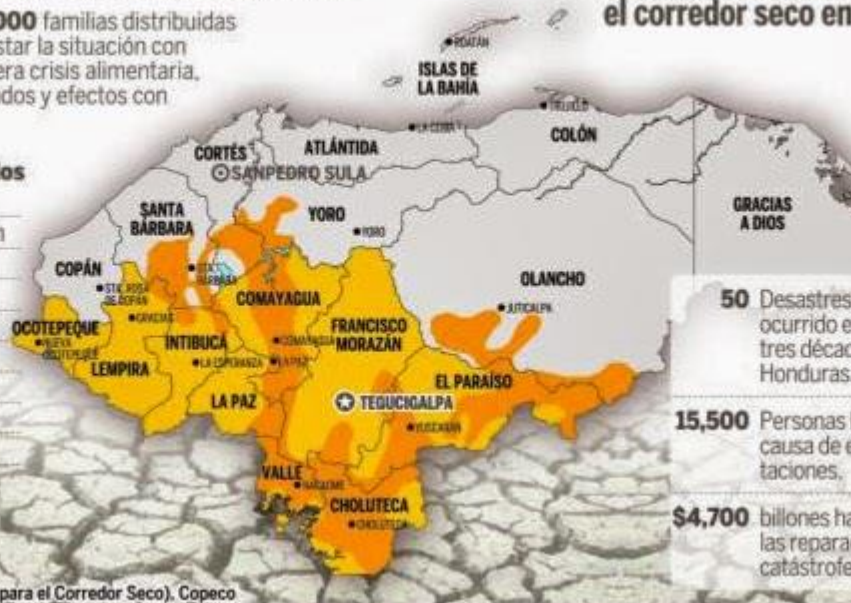 000 familias distribuidas
star la situación con
era crisis alimentaria,
dos y efectos con
el corredor seco en
ROATÁN
ISLAS DE
LA BAHÍA
TRUJILLO
LA CEIBA
COLÓN
ATLÁNTIDA
CORTÉS
SANPEDRO SULA
os
YORO
YORO
SANTA
BÁRBARA
GRACIAS
A DIOS
n
COPÁN
STA.
BÁRBARA
OLANCHO
STA. ROSA
DE COPÁN
COMAYAGUA
JUTICALPA
GRACIAS
OCOTEPEQUE
NUEVA
OCOTEPEQUE
FRANCISCO
MORAZÁN
INTIBUCÁ
COMAYAGUA
LEMPIRA
LA ESPERANZA
LA PAZ
EL PARAÍSO
LA PAZ
TEGUCIGALPA
YUSCARÁN
VALLE
NACAOME
CHOLUTECA
CHOLUTECA
50 Desastres
ocurrido e
tres décad
Honduras
15,500 Personas
causa de e
taciones.
$4,700 billones ha
las repara
catástrofe
para el Corredor Seco). Copeco